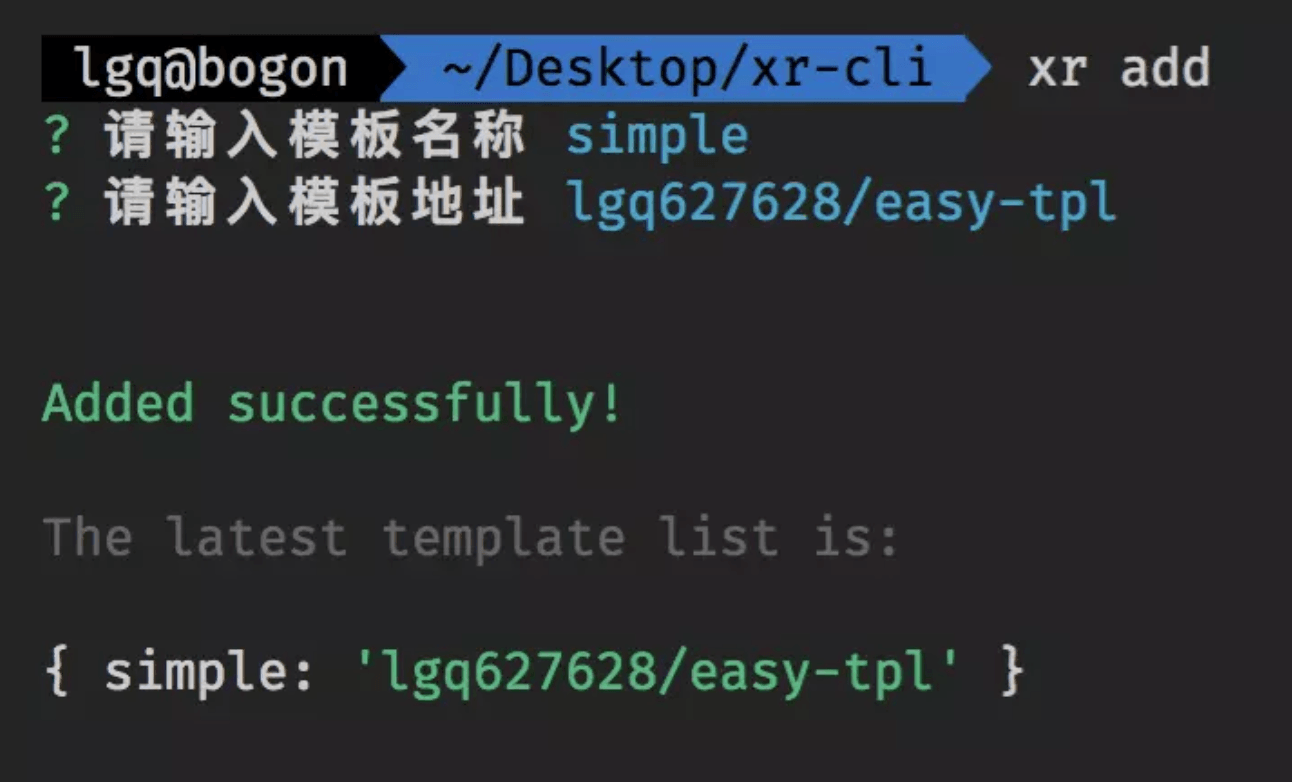 lgq@bogon ~/Desktop/xr-cli xr add
? 请输入模板名称 simple
? 请输入模板地址 lgq627628/easy-tpl
Added successfully!
The latest template list is:
{ simple: 'lgq627628/easy-tpl' }